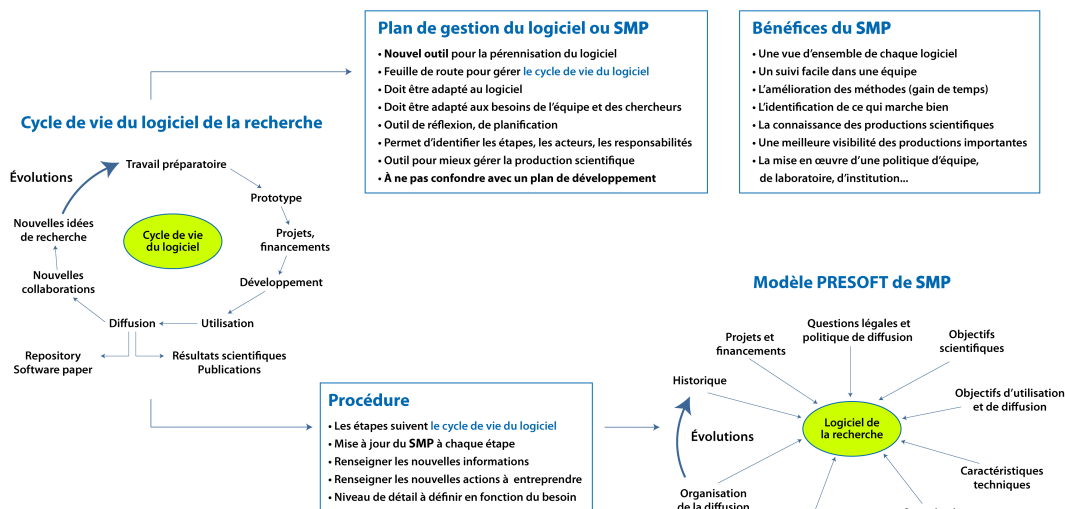 Plan de gestion du logiciel ou SMP
• Nouvel outil pour la pérennisation du logiciel
• Feuille de route pour gérer le cycle de vie du logiciel
• Doit être adapté au logiciel
• Doit être adapté aux besoins de l'équipe et des chercheurs
• Outil de réflexion, de planification
• Permet d'identifier les étapes, les acteurs, les responsabilités
• Outil pour mieux gérer la production scientifique
• À ne pas confondre avec un plan de développement
Bénéfices du SMP
• Une vue d'ensemble de chaque logiciel
• Un suivi facile dans une équipe
• L'amélioration des méthodes (gain de temps)
• L'identification de ce qui marche bien
• La connaissance des productions scientifiques
• Une meilleure visibilité des productions importantes
• La mise en œuvre d'une politique d'équipe,
de laboratoire, d'institution...
Cycle de vie du logiciel de la recherche
Travail préparatoire
Évolutions
Prototype
Nouvelles idées
de recherche
Cycle de vie
du logiciel
Projets,
financements
Nouvelles
collaborations
Développement
Diffusion
Utilisation
Repository
Software paper
Résultats scientifiques
Publications
Procédure
• Les étapes suivent le cycle de vie du logiciel
• Mise à jour du SMP à chaque étape
• Renseigner les nouvelles informations
• Renseigner les nouvelles actions à entreprendre
• Niveau de détail à définir en fonction du besoin
Modèle PRESOFT de SMP
Questions légales et
politique de diffusion
Projets et
financements
Objectifs
scientifiques
Historique
Objectifs d'utilisation
et de diffusion
Logiciel de
la recherche
Évolutions
Caractéristiques
techniques
Organisation
de la diffusion